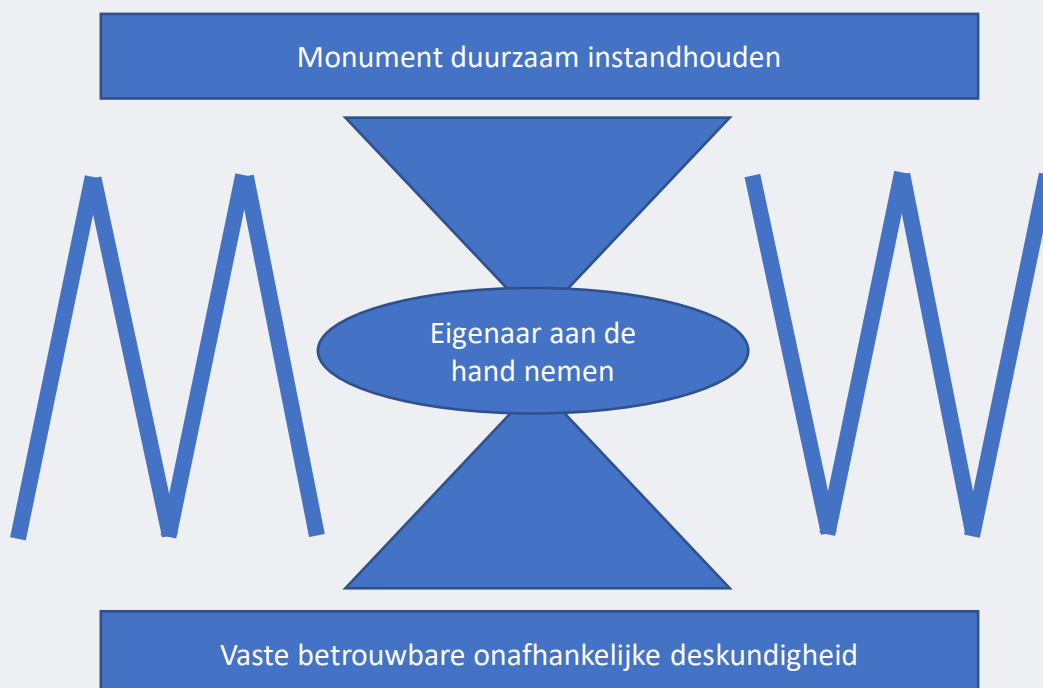 Monument duurzaam instandhouden
M
W
Eigenaar aan de
hand nemen
Vaste betrouwbare onafhankelijke deskundigheid